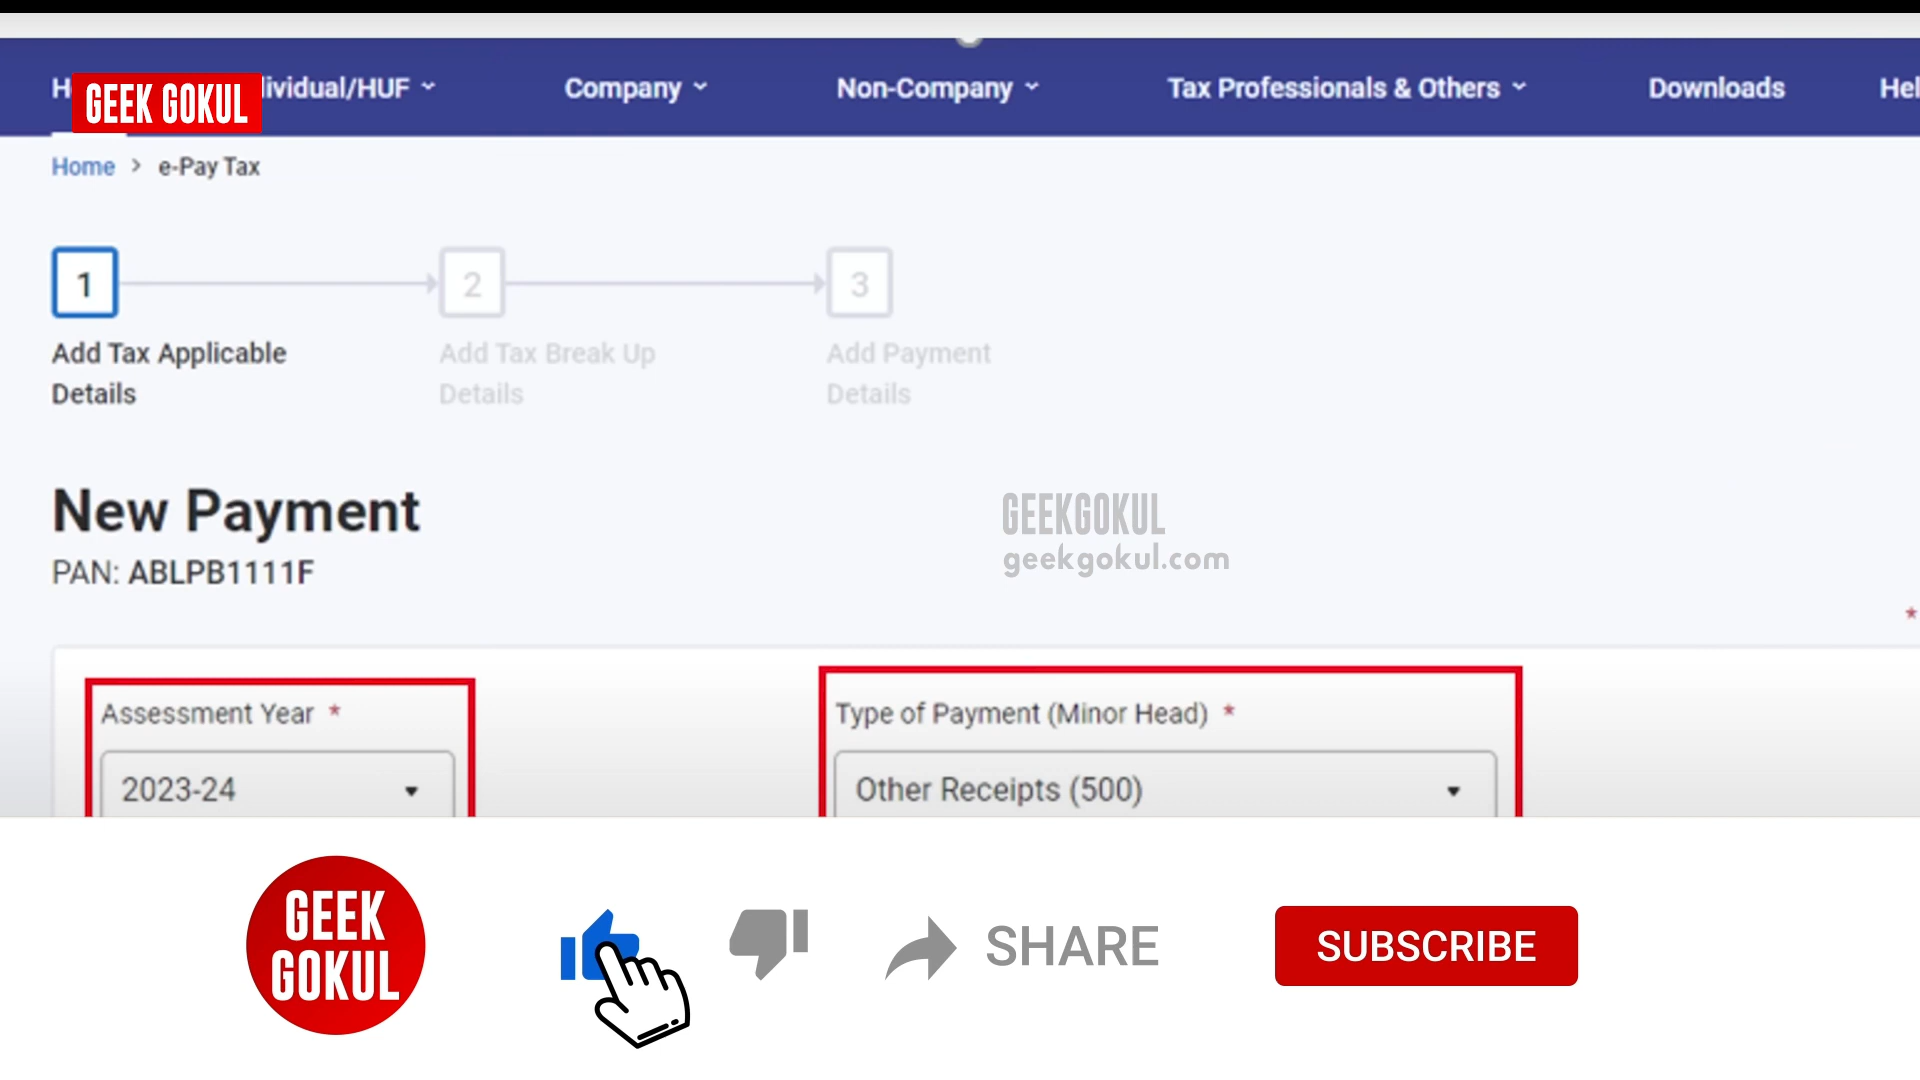 H
GEEK GOKUL
dividual/HUF
Company
Non-Company
Tax Professionals & Others
Downloads
Hel
Home > e-Pay Tax
1
2
3
Add Tax Applicable
Details
Add Tax Break Up
Details
Add Payment
Details
New Payment
PAN: ABLPB1111F
GEEKGOKUL
geekgokul.com
*
Assessment Year *
2023-24
Type of Payment (Minor Head) *
Other Receipts (500)
GEEK
GOKUL
SHARE
SUBSCRIBE